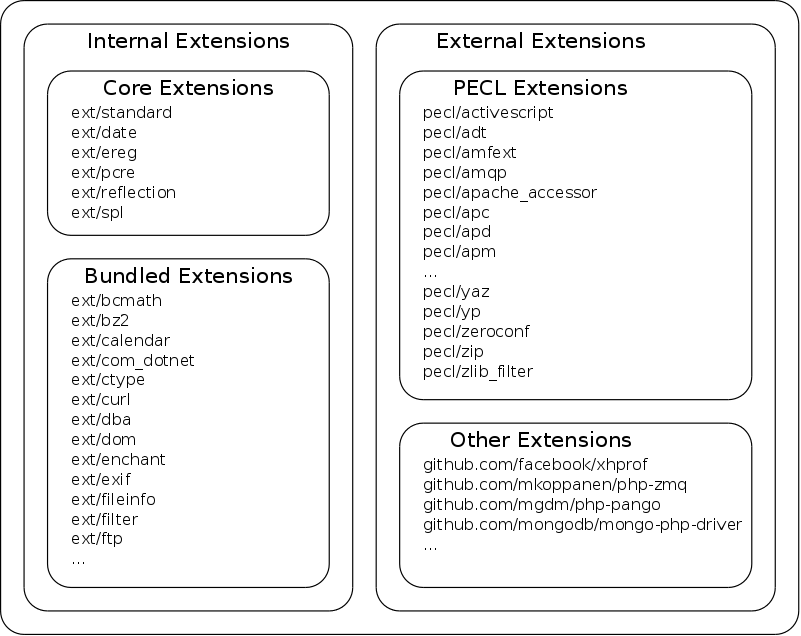 Internal Extensions
Core Extensions
ext/standard
ext/date
ext/ereg
ext/pcre
ext/reflection
ext/spl
Bundled Extensions
ext/bcmath
ext/bz2
ext/calendar
ext/com_dotnet
ext/ctype
ext/curl
ext/dba
ext/dom
ext/enchant
ext/exif
ext/fileinfo
ext/filter
ext/ftp
...
External Extensions
PECL Extensions
pecl/activescript
pecl/adt
pecl/amfext
pecl/amqp
pecl/apache_accessor
pecl/apc
pecl/apd
pecl/apm
...
pecl/yaz
pecl/yp
pecl/zeroconf
pecl/zip
pecl/zlib_filter
Other Extensions
github.com/facebook/xhprof
github.com/mkoppanen/php-zmq
github.com/mgdm/php-pango
github.com/mongodb/mongo-php-driver
...